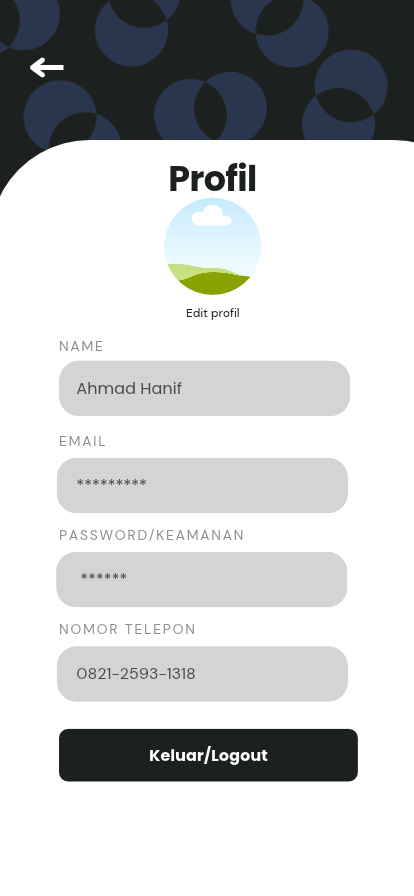 Profil
Edit profil
NAME
Ahmad Hanif
EMAIL
*********
PASSWORD/KEAMANAN
******
NOMOR TELEPON
0821-2593-1318
Keluar/Logout